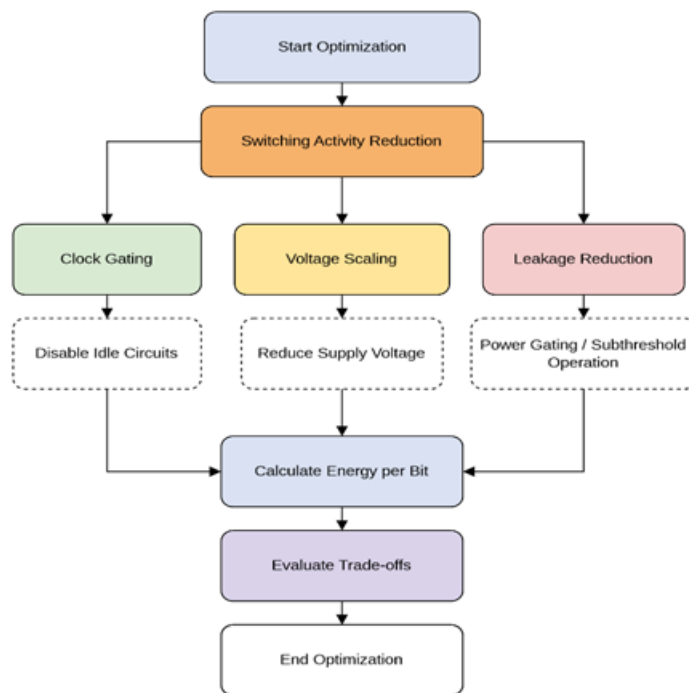 Start Optimization
Switching Activity Reduction
Clock Gating
Voltage Scaling
Leakage Reduction
Disable Idle Circuits
Reduce Supply Voltage
Power Gating / Subthreshold
Operation
Calculate Energy per Bit
Evaluate Trade-offs
End Optimization